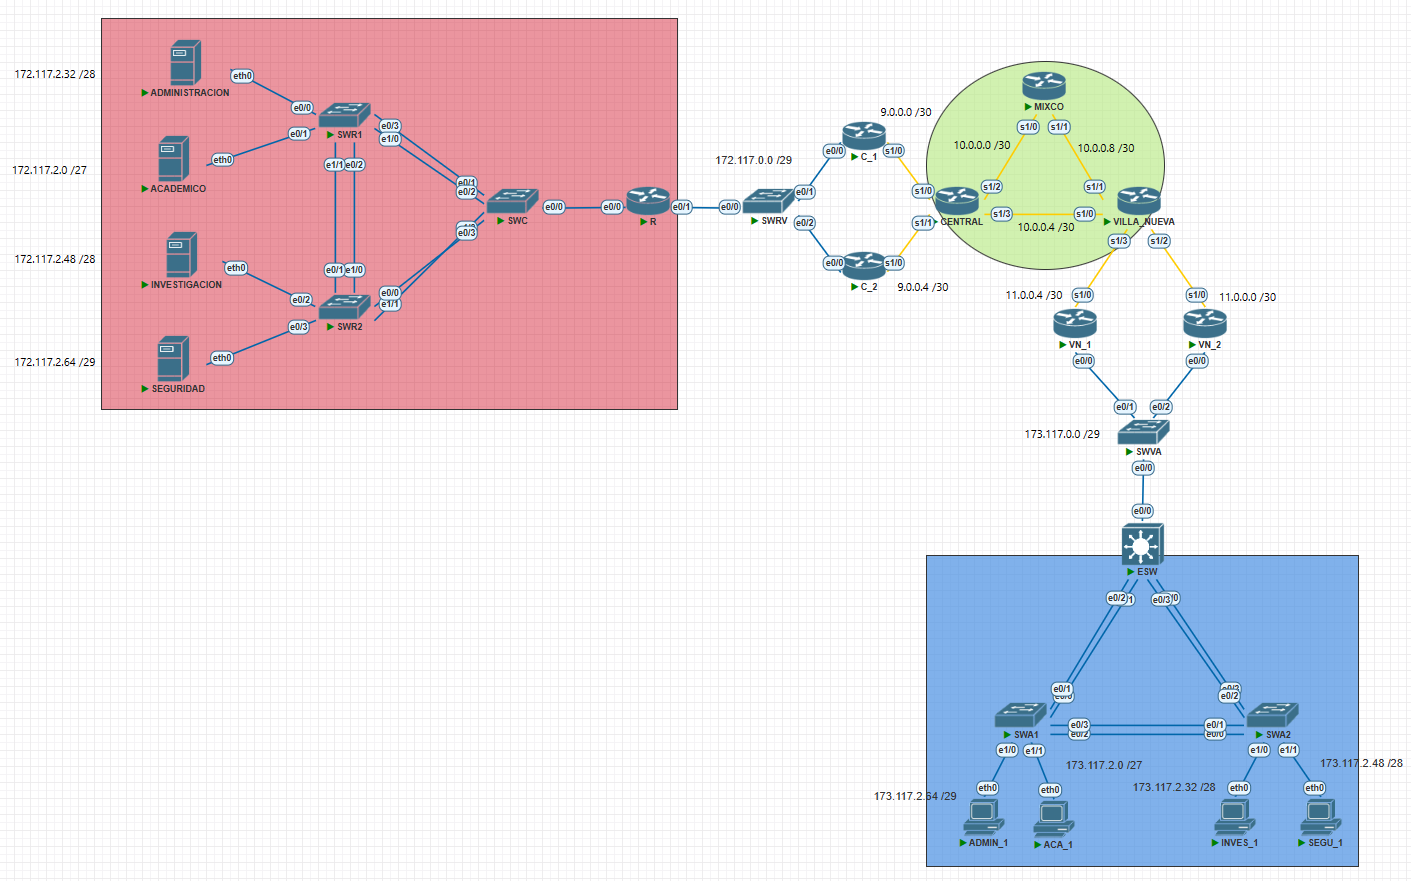 172.117.2.32 /28
eth0
ADMINISTRACION
e0/0
172.117.2.0 /27
eth0
ACADEMICO
e0/1
SWR1
e0/3
e1/0
e1/1
e0/2
172.117.2.48 /28
eth0
INVESTIGACION
e0/2
e0/1
e1/0
172.117.2.64 /29
eth0
SEGURIDAD
e0/3
SWR2
e0/0
e1/1
e0/1
e0/2
e0/3
SWC
e0/0
e0/0
R
e0/1
172.117.0.0 /29
e0/0
SWRV
e0/1
e0/2
e0/0
C_1
s1/0
9.0.0.0 /30
e0/0
C_2
s1/0
9.0.0.4 /30
s1/0
s1/1
CENTRAL
s1/2
s1/3
10.0.0.0 /30
MIXCO
s1/0
s1/1
10.0.0.8 /30
10.0.0.4 /30
s1/1
s1/0
VILLA_NUEVA
s1/3
s1/2
11.0.0.4 /30
s1/0
VN_1
e0/0
11.0.0.0 /30
s1/0
VN_2
e0/0
e0/1
e0/2
173.117.0.0 /29
SWVA
e0/0
e0/0
ESW
e0/2
e0/3
e0/1
e0/2
SWA1
e0/3
e0/2
e0/1
e0/0
SWA2
e1/0
e1/1
e1/0
e1/1
173.117.2.64 /29
eth0
ADMIN_1
173.117.2.0 /27
eth0
ACA_1
173.117.2.32 /28
eth0
INVES_1
173.117.2.48 /28
eth0
SEGU_1